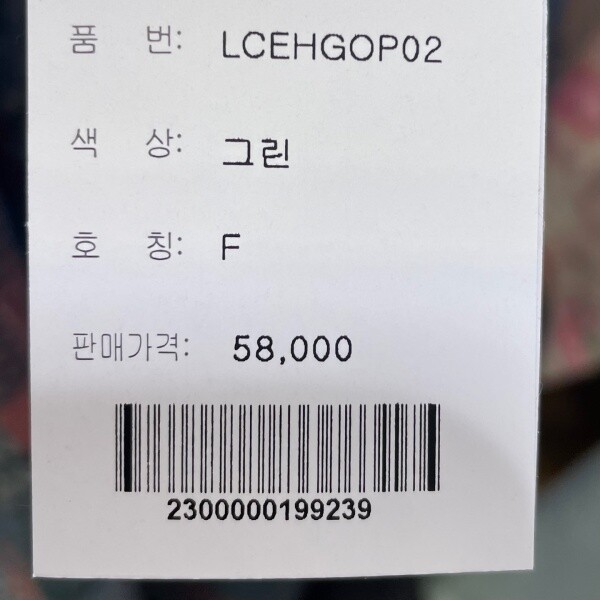 품 번: LCEHGOP02
색 상: 그린
호 칭: F
판매가격: 58,000
2300000199239